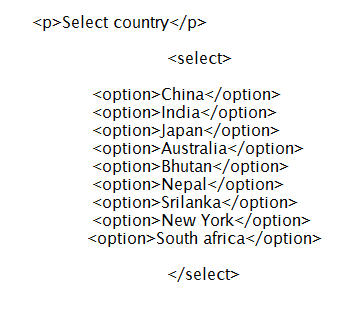 <p>Select country</p>
<select>
<option>China</option>
<option>India</option>
<option>Japan</option>
<option>Australia</option>
<option>Bhutan</option>
<option>Nepal</option>
<option>Srilanka</option>
<option>New York</option>
<option>South africa</option>
</select>